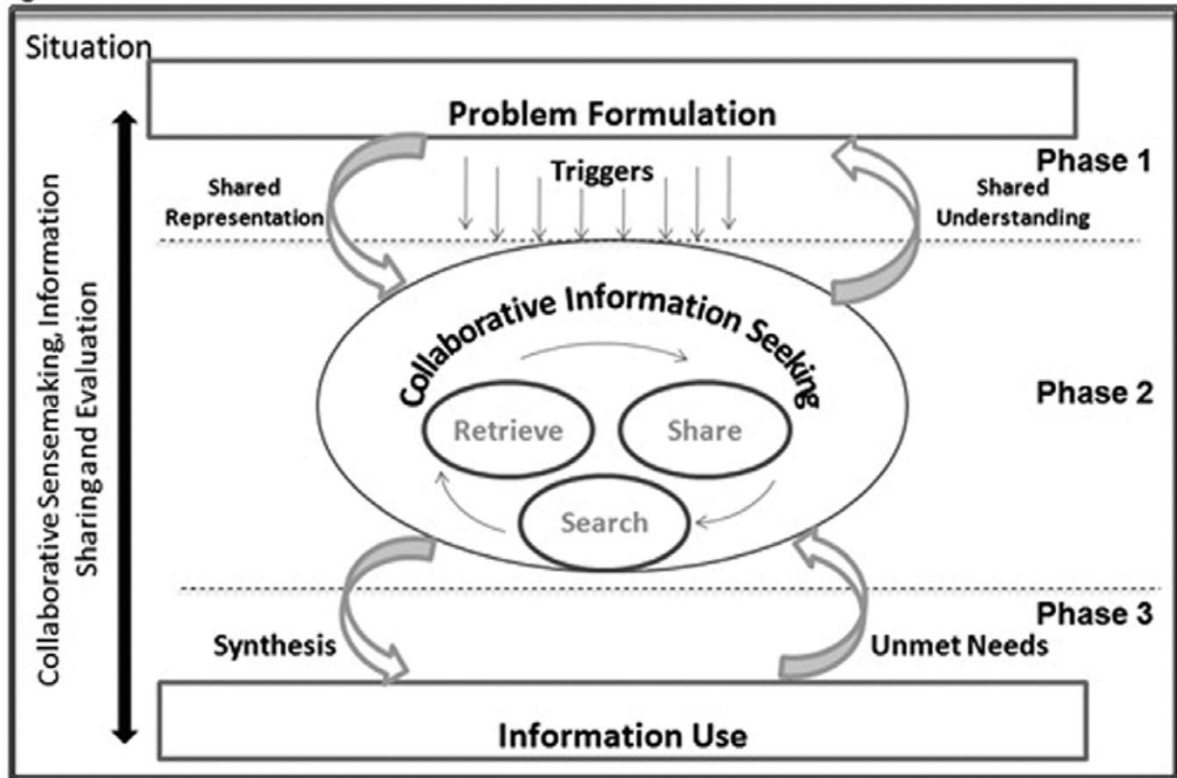 Situation
Problem Formulation
Phase 1
Triggers
Shared
Representation
Shared
Understanding
Collaborative Information Seeking
Phase 2
Retrieve
Share
Search
Collaborative Sensemaking, Information
Sharing and Evaluation
Phase 3
Synthesis
Unmet Needs
Information Use